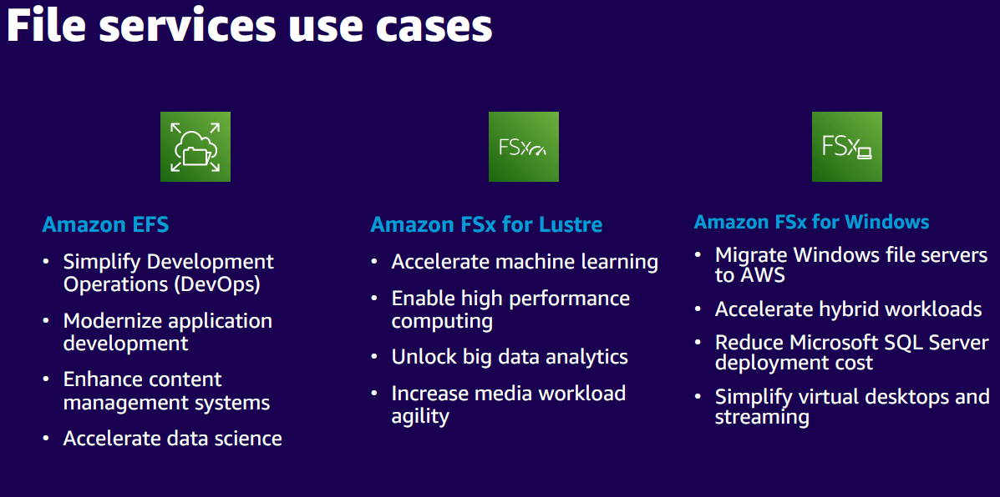 File services use cases
FSx
FSx
Amazon EFS
• Simplify Development
Operations (DevOps)
• Modernize application
development
• Enhance content
management systems
• Accelerate data science
Amazon FSx for Lustre
• Accelerate machine learning
• Enable high performance
computing
• Unlock big data analytics
• Increase media workload
agility
Amazon FSx for Windows
• Migrate Windows file servers
to AWS
• Accelerate hybrid workloads
• Reduce Microsoft SQL Server
deployment cost
• Simplify virtual desktops and
streaming